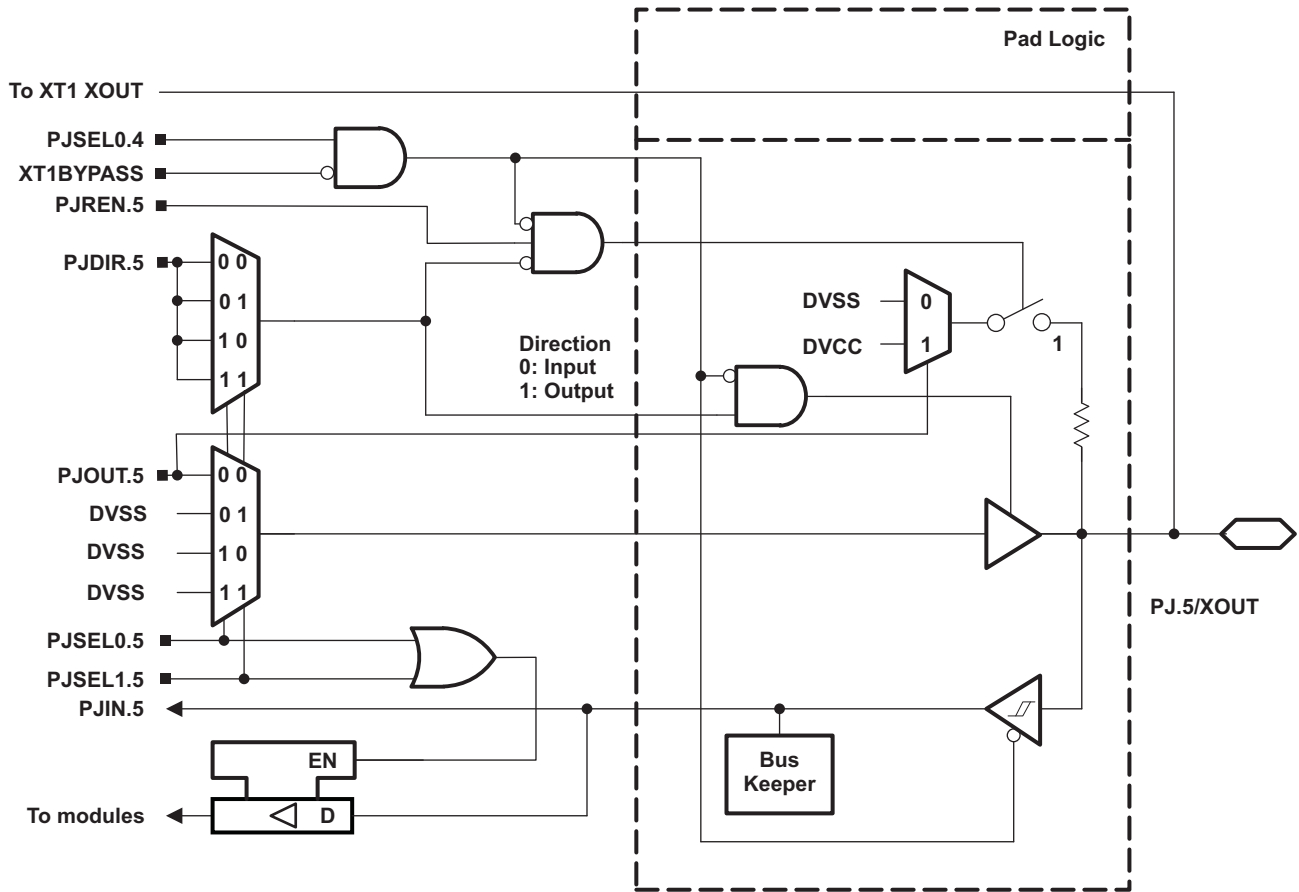 Pad Logic
To XT1 XOUT
PJSEL0.4
XT1BYPASS
PJREN.5
PJDIR.5
0 0
0 1
1 0
1 1
DVSS
0
DVCC
1
1
Direction
0: Input
1: Output
PJOUT.5
0 0
DVSS
0 1
DVSS
1 0
DVSS
1 1
PJ.5/XOUT
PJSEL0.5
PJSEL1.5
PJIN.5
EN
Bus
Keeper
To modules
D